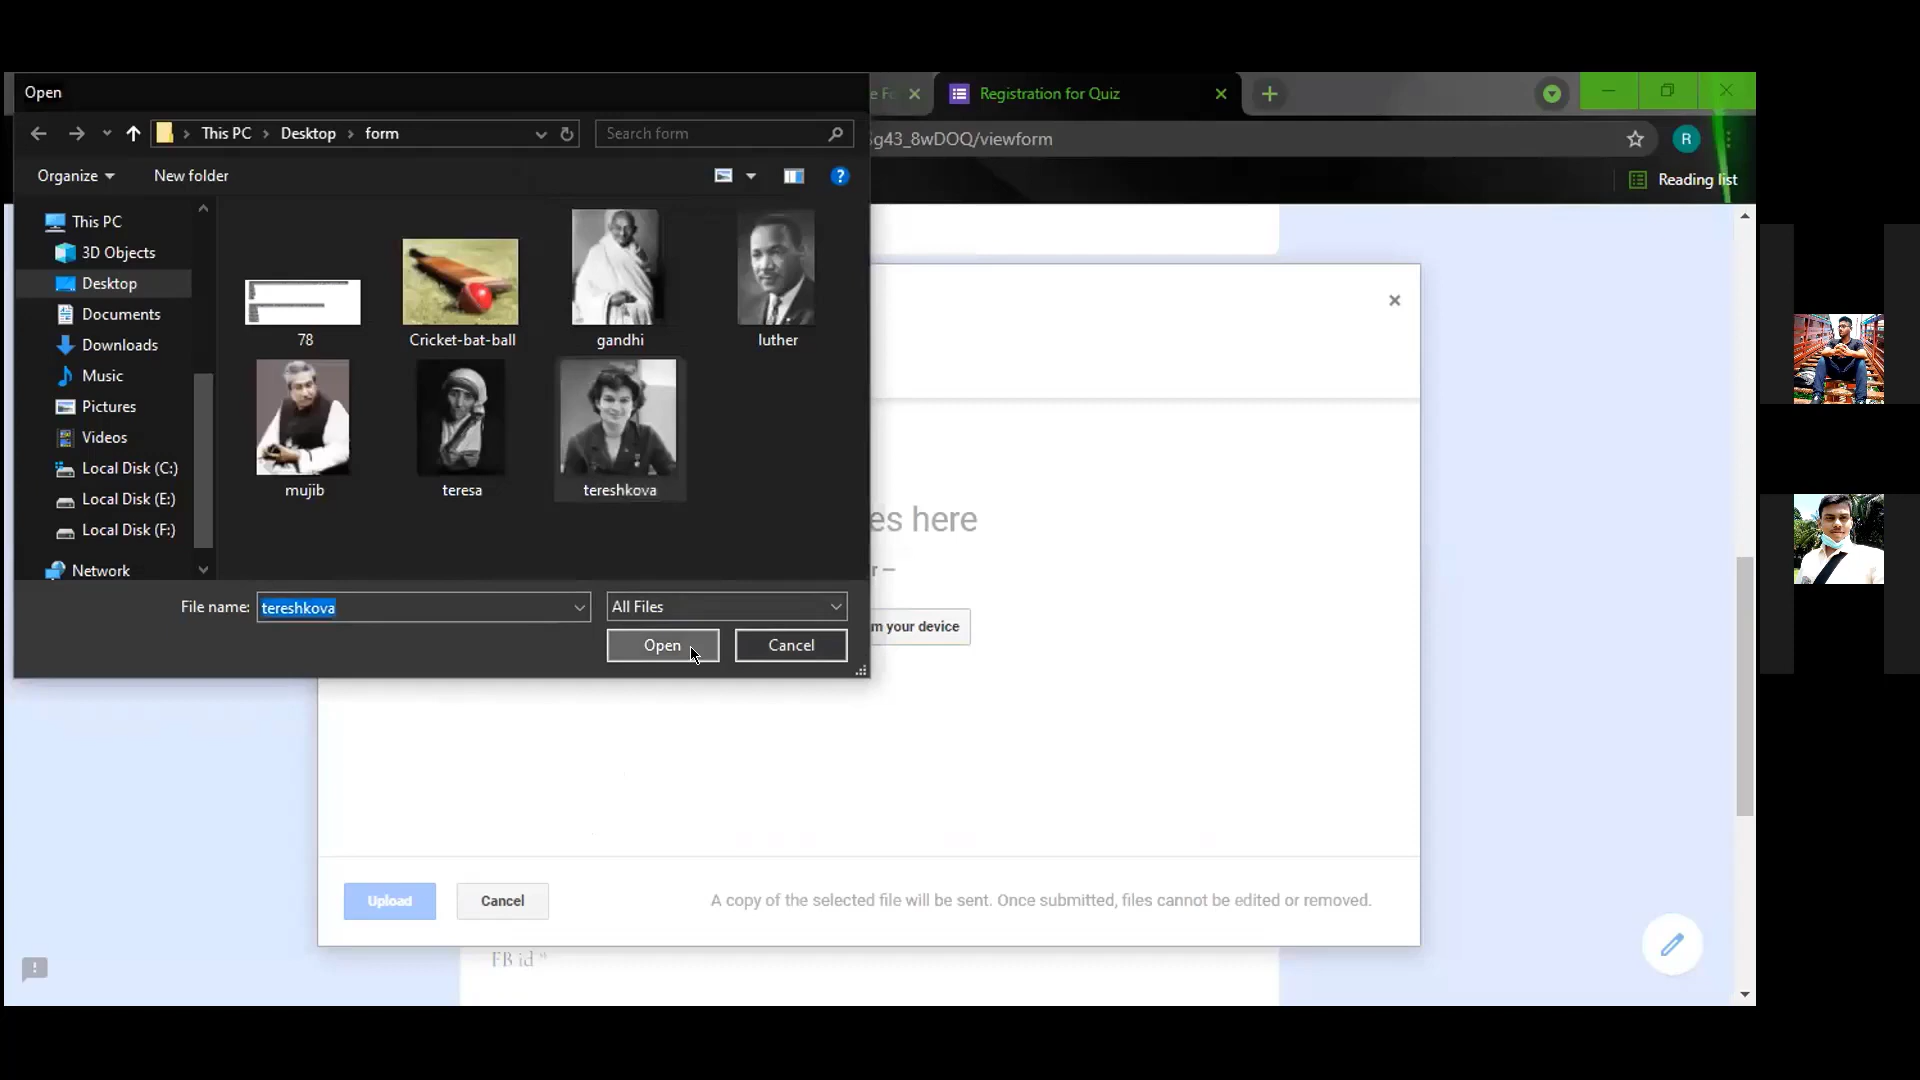 Open
Registration for Quiz
This PC
Desktop
form
Search form
g43_8wDOQ/viewform
R
Organize
New folder
?
Reading list
This PC
3D Objects
Desktop
Documents
Downloads
Music
Pictures
Videos
Local Disk (C:)
Local Disk (E:)
Local Disk (F:)
Network
78
Cricket-bat-ball
gandhi
luther
mujib
teresa
tereshkova
es here
r —
m your device
File name:
tereshkova
All Files
Open
Cancel
Upload
Cancel
A copy of the selected file will be sent. Once submitted, files cannot be edited or removed.
FB id *